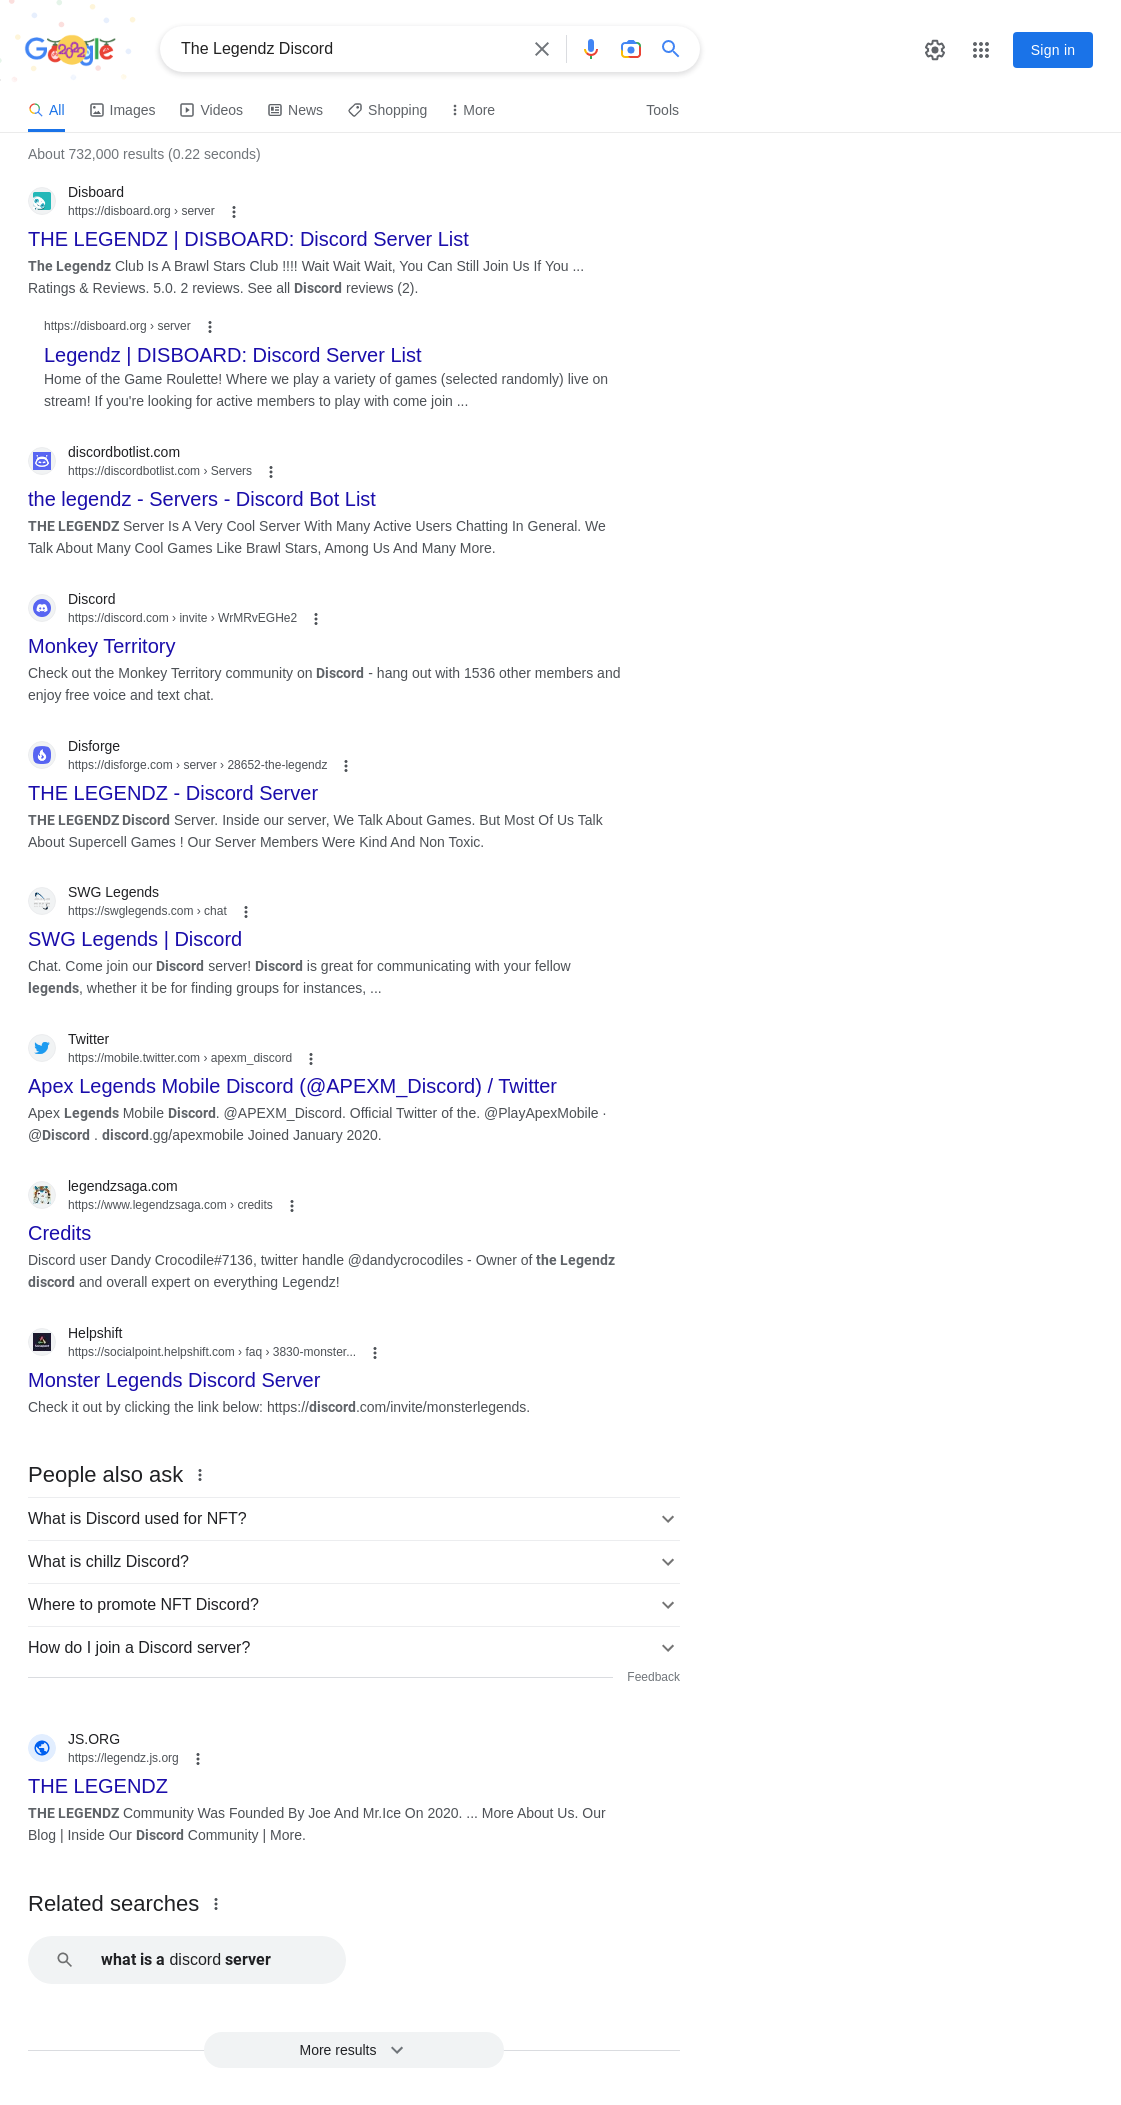 Google
The Legendz Discord
Sign in
All Images Videos News Shopping More Tools
About 732,000 results (0.22 seconds)
Disboard
https://disboard.org › server
THE LEGENDZ | DISBOARD: Discord Server List
The Legendz Club Is A Brawl Stars Club !!!! Wait Wait Wait, You Can Still Join Us If You ...
Ratings & Reviews. 5.0. 2 reviews. See all Discord reviews (2).
https://disboard.org › server
Legendz | DISBOARD: Discord Server List
Home of the Game Roulette! Where we play a variety of games (selected randomly) live on
stream! If you're looking for active members to play with come join ...
discordbotlist.com
https://discordbotlist.com › Servers
the legendz - Servers - Discord Bot List
THE LEGENDZ Server Is A Very Cool Server With Many Active Users Chatting In General. We
Talk About Many Cool Games Like Brawl Stars, Among Us And Many More.
Discord
https://discord.com › invite › WrMRvEGHe2
Monkey Territory
Check out the Monkey Territory community on Discord - hang out with 1536 other members and
enjoy free voice and text chat.
Disforge
https://disforge.com › server › 28652-the-legendz
THE LEGENDZ - Discord Server
THE LEGENDZ Discord Server. Inside our server, We Talk About Games. But Most Of Us Talk
About Supercell Games ! Our Server Members Were Kind And Non Toxic.
SWG Legends
https://swglegends.com › chat
SWG Legends | Discord
Chat. Come join our Discord server! Discord is great for communicating with your fellow
legends, whether it be for finding groups for instances, ...
Twitter
https://mobile.twitter.com › apexm_discord
Apex Legends Mobile Discord (@APEXM_Discord) / Twitter
Apex Legends Mobile Discord. @APEXM_Discord. Official Twitter of the. @PlayApexMobile ·
@Discord . discord.gg/apexmobile Joined January 2020.
legendzsaga.com
https://www.legendzsaga.com › credits
Credits
Discord user Dandy Crocodile#7136, twitter handle @dandycrocodiles - Owner of the Legendz
discord and overall expert on everything Legendz!
Helpshift
https://socialpoint.helpshift.com › faq › 3830-monster...
Monster Legends Discord Server
Check it out by clicking the link below: https://discord.com/invite/monsterlegends.
People also ask
What is Discord used for NFT?
What is chillz Discord?
Where to promote NFT Discord?
How do I join a Discord server?
Feedback
JS.ORG
https://legendz.js.org
THE LEGENDZ
THE LEGENDZ Community Was Founded By Joe And Mr.Ice On 2020. ... More About Us. Our
Blog | Inside Our Discord Community | More.
Related searches
what is a discord server
More results